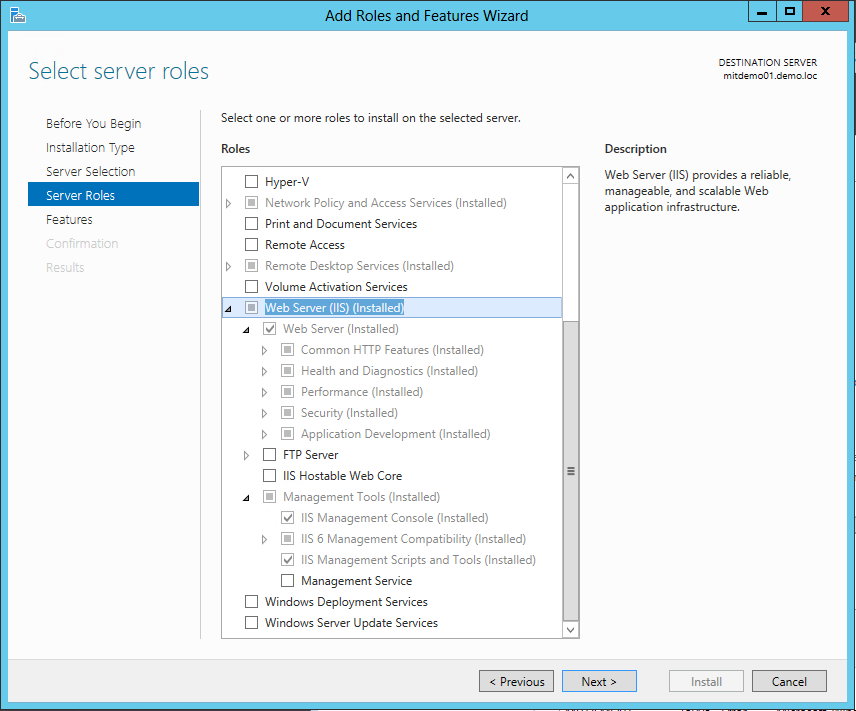 Add Roles and Features Wizard
Select server roles
DESTINATION SERVER
mitdemo01.demo.loc
Before You Begin
Installation Type
Server Selection
Server Roles
Features
Confirmation
Results
Select one or more roles to install on the selected server.
Roles
Hyper-V
Network Policy and Access Services (Installed)
Print and Document Services
Remote Access
Remote Desktop Services (Installed)
Volume Activation Services
Web Server (IIS) (Installed)
Web Server (Installed)
Common HTTP Features (Installed)
Health and Diagnostics (Installed)
Performance (Installed)
Security (Installed)
Application Development (Installed)
FTP Server
IIS Hostable Web Core
Management Tools (Installed)
IIS Management Console (Installed)
IIS 6 Management Compatibility (Installed)
IIS Management Scripts and Tools (Installed)
Management Service
Windows Deployment Services
Windows Server Update Services
Description
Web Server (IIS) provides a reliable,
manageable, and scalable Web
application infrastructure.
< Previous
Next >
Install
Cancel